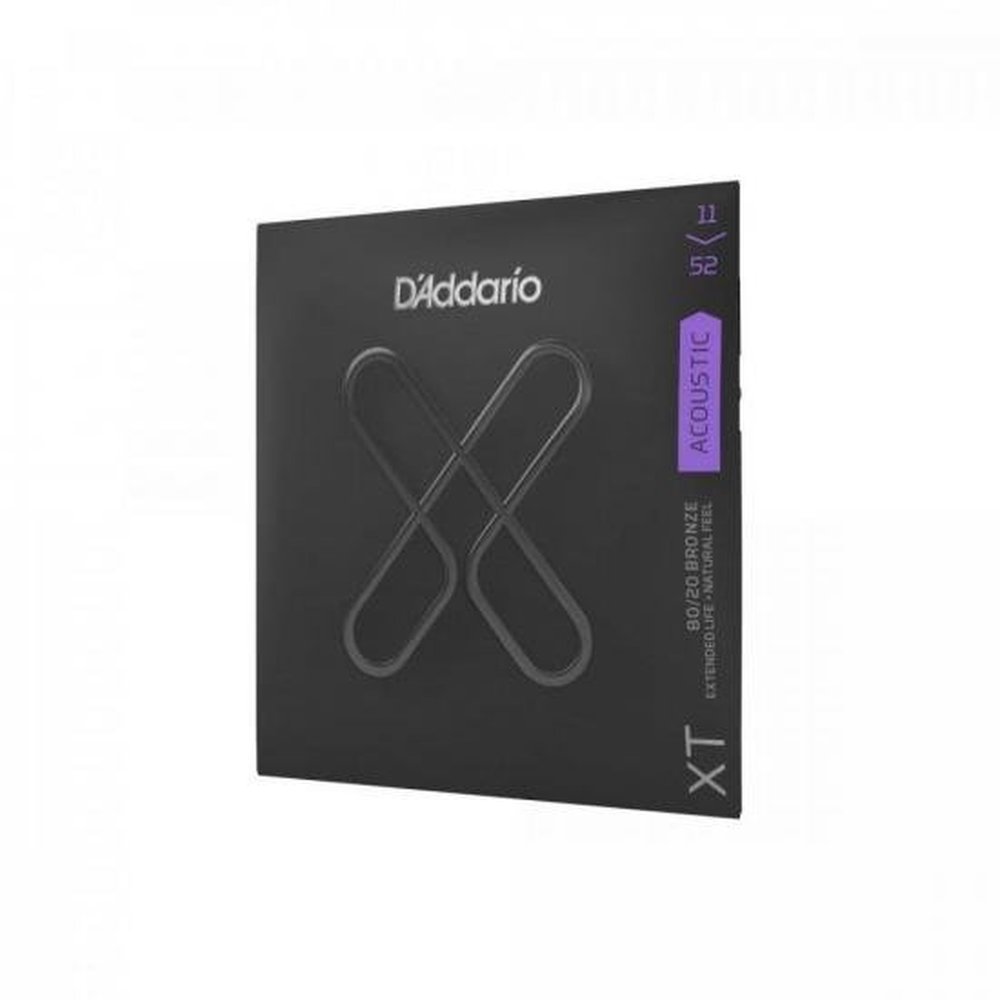 D'Addario
11
52
ACOUSTIC
80/20 BRONZE
EXTENDED LIFE • NATURAL FEEL
XT